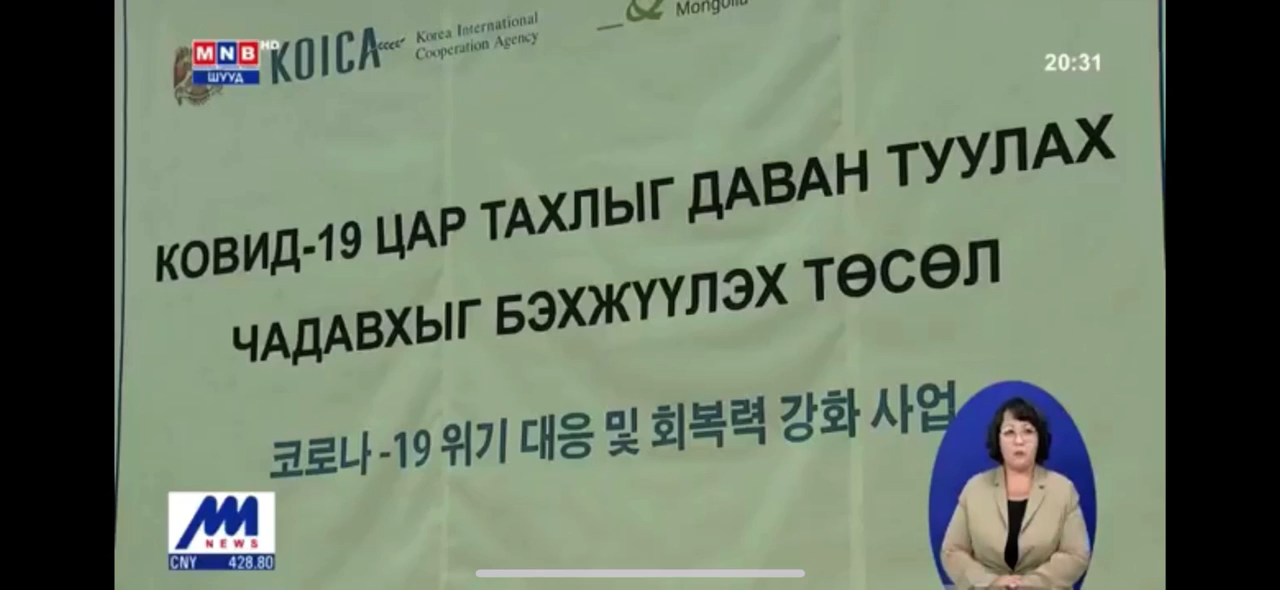 MNB HD
ШУУД
KOICA
Korea International
Cooperation Agency
Mongolia
20:31
КОВИД-19 ЦАР ТАХЛЫГ ДАВАН ТУУЛАХ
ЧАДАВХЫГ БЭХЖҮҮЛЭХ ТӨСӨЛ
코로나-19 위기 대응 및 회복력 강화 사업
NEWS
CNY 428.80